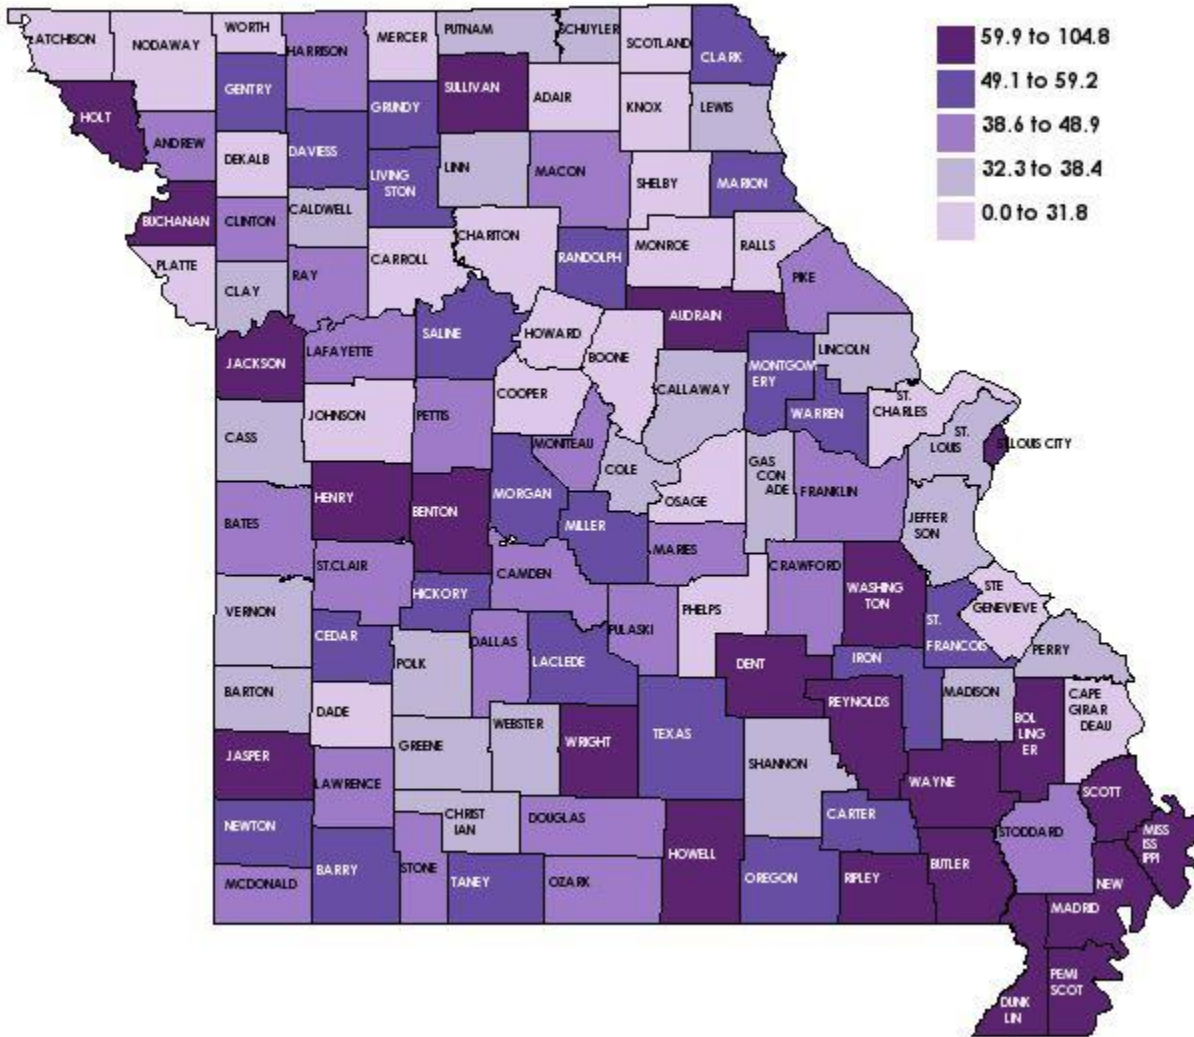 ATCHISON
NODAWAY
WORTH
HARRISON
MERCER
PUTNAM
SCHUYLER
SCOTLAND
CLARK
59.9 to 104.8
49.1 to 59.2
38.6 to 48.9
32.3 to 38.4
0.0 to 31.8
HOLT
GENTRY
GRUNDY
SULLIVAN
ADAIR
KNOX
LEWIS
ANDREW
DEKALB
DAVIESS
LIVING
STON
LINN
MACON
SHELBY
MARION
BUCHANAN
CLINTON
CALDWELL
CHARITON
RANDOLPH
MONROE
RALLS
PIKE
PLATTE
CLAY
RAY
CARROLL
AUDRAIN
JACKSON
LAFAYETTE
SALINE
HOWARD
BOONE
CALLAWAY
MONTGOM
ERY
LINCOLN
CASS
JOHNSON
PETTIS
COOPER
MONITEAU
COLE
OSAGE
GAS
CON
ADE
WARREN
ST.
CHARLES
ST.
LOUIS
ST.LOUIS CITY
HENRY
BENTON
MORGAN
MILLER
MARIES
FRANKLIN
JEFFER
SON
BATES
ST.CLAIR
HICKORY
CAMDEN
PULASKI
PHELPS
CRAWFORD
WASHING
TON
STE
GENEVIEVE
ST.
FRANCOIS
PERRY
VERNON
CEDAR
POLK
DALLAS
LACLEDE
DENT
IRON
REYNOLDS
MADISON
BOL
LING
ER
CAPE
GIRAR
DEAU
BARTON
DADE
GREENE
WEBSTER
WRIGHT
TEXAS
SHANNON
WAYNE
SCOTT
JASPER
LAWRENCE
CHRIST
IAN
DOUGLAS
HOWELL
CARTER
STODDARD
MISS
ISS
IPPI
NEWTON
MCDONALD
BARRY
STONE
TANEY
OZARK
OREGON
RIPLEY
BUTLER
NEW
MADRID
DUNK
LIN
PEMI
SCOT